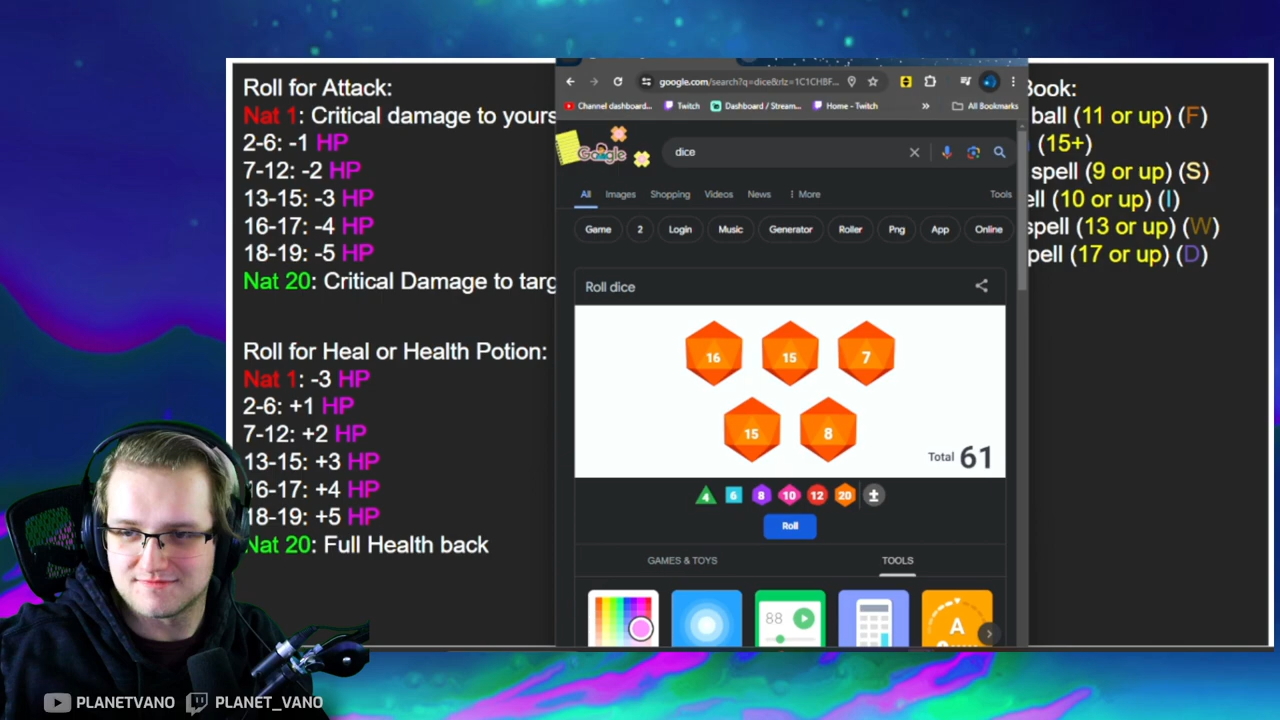 Roll for Attack:
Nat 1: Critical damage to yours
2-6: -1 HP
7-12: -2 HP
13-15: -3 HP
16-17: -4 HP
18-19: -5 HP
Nat 20: Critical Damage to targ
Roll for Heal or Health Potion:
Nat 1: -3 HP
2-6: +1 HP
7-12: +2 HP
13-15: +3 HP
16-17: +4 HP
18-19: +5 HP
Nat 20: Full Health back
google.com/search?q=dice&rlz=1C1CHBF...
Channel dashboard...
Twitch
Dashboard / Stream...
Home - Twitch
»
All Bookmarks
Google
dice
All Images Shopping Videos News More Tools
Game 2 Login Music Generator Roller Png App Online
Roll dice
16 15 7
15 8
Total 61
4 6 8 10 12 20 ±
Roll
GAMES & TOYS TOOLS
88 A
Book:
ball (11 or up) (F)
(15+)
spell (9 or up) (S)
ell (10 or up) (I)
spell (13 or up) (W)
pell (17 or up) (D)
PLANETVANO PLANET_VANO